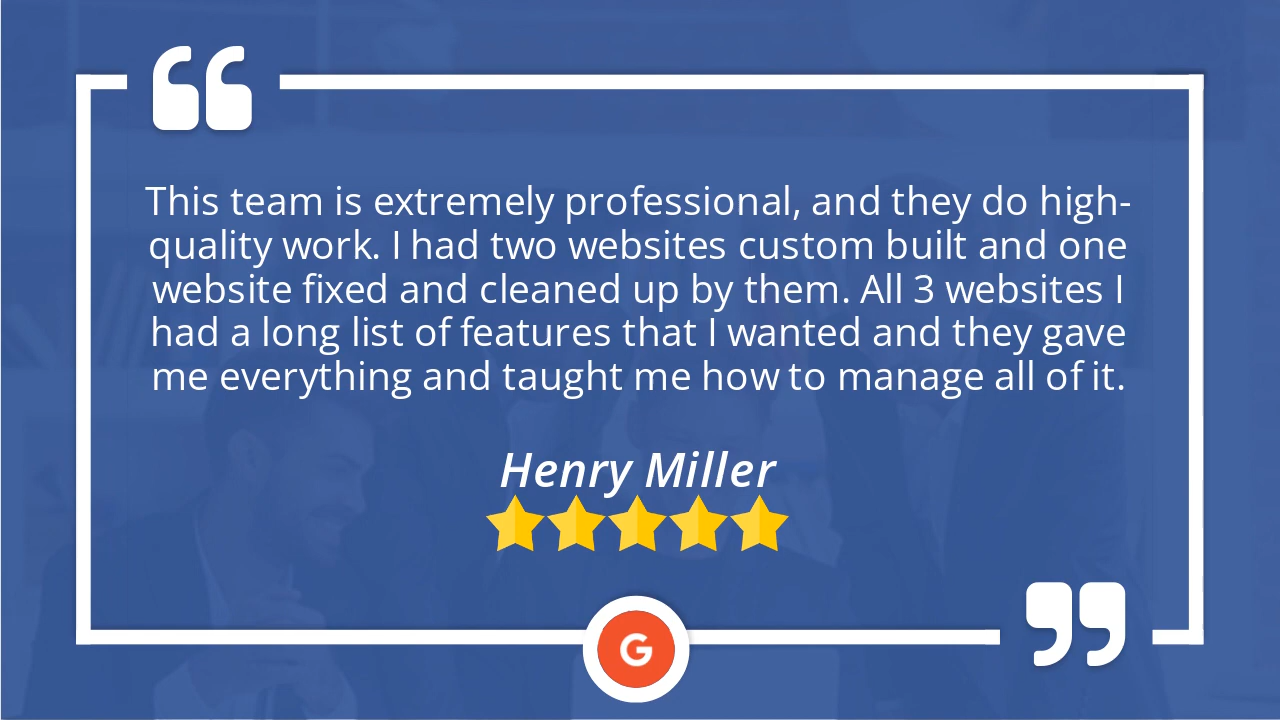 This team is extremely professional, and they do high-
quality work. I had two websites custom built and one
website fixed and cleaned up by them. All 3 websites I
had a long list of features that I wanted and they gave
me everything and taught me how to manage all of it.
Henry Miller
G